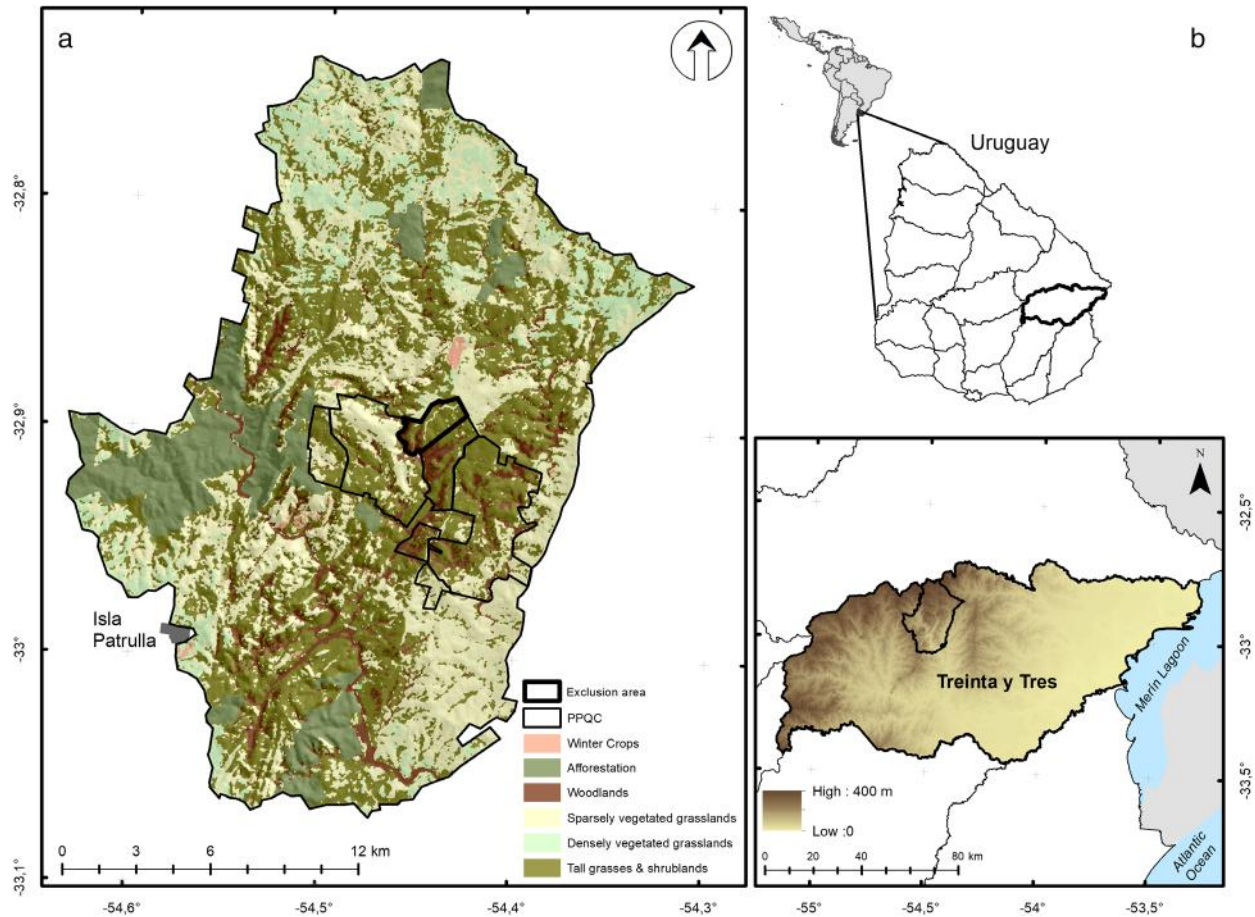 a
-32,8°
-32,9°
-33°
-33,1°
Isla
Patrulla
Exclusion area
PPQC
Winter Crops
Afforestation
Woodlands
Sparsely vegetated grasslands
Densely vegetated grasslands
Tall grasses & shrublands
0 3 6 9 12 km
-54,6° -54,5° -54,4° -54,3°
b
Uruguay
N
-32,5°
-33°
-33,5°
Treinta y Tres
Merín Lagoon
Atlantic
Ocean
High : 400 m
Low :0
0 20 40 60 80 km
-55° -54,5° -54° -53,5°